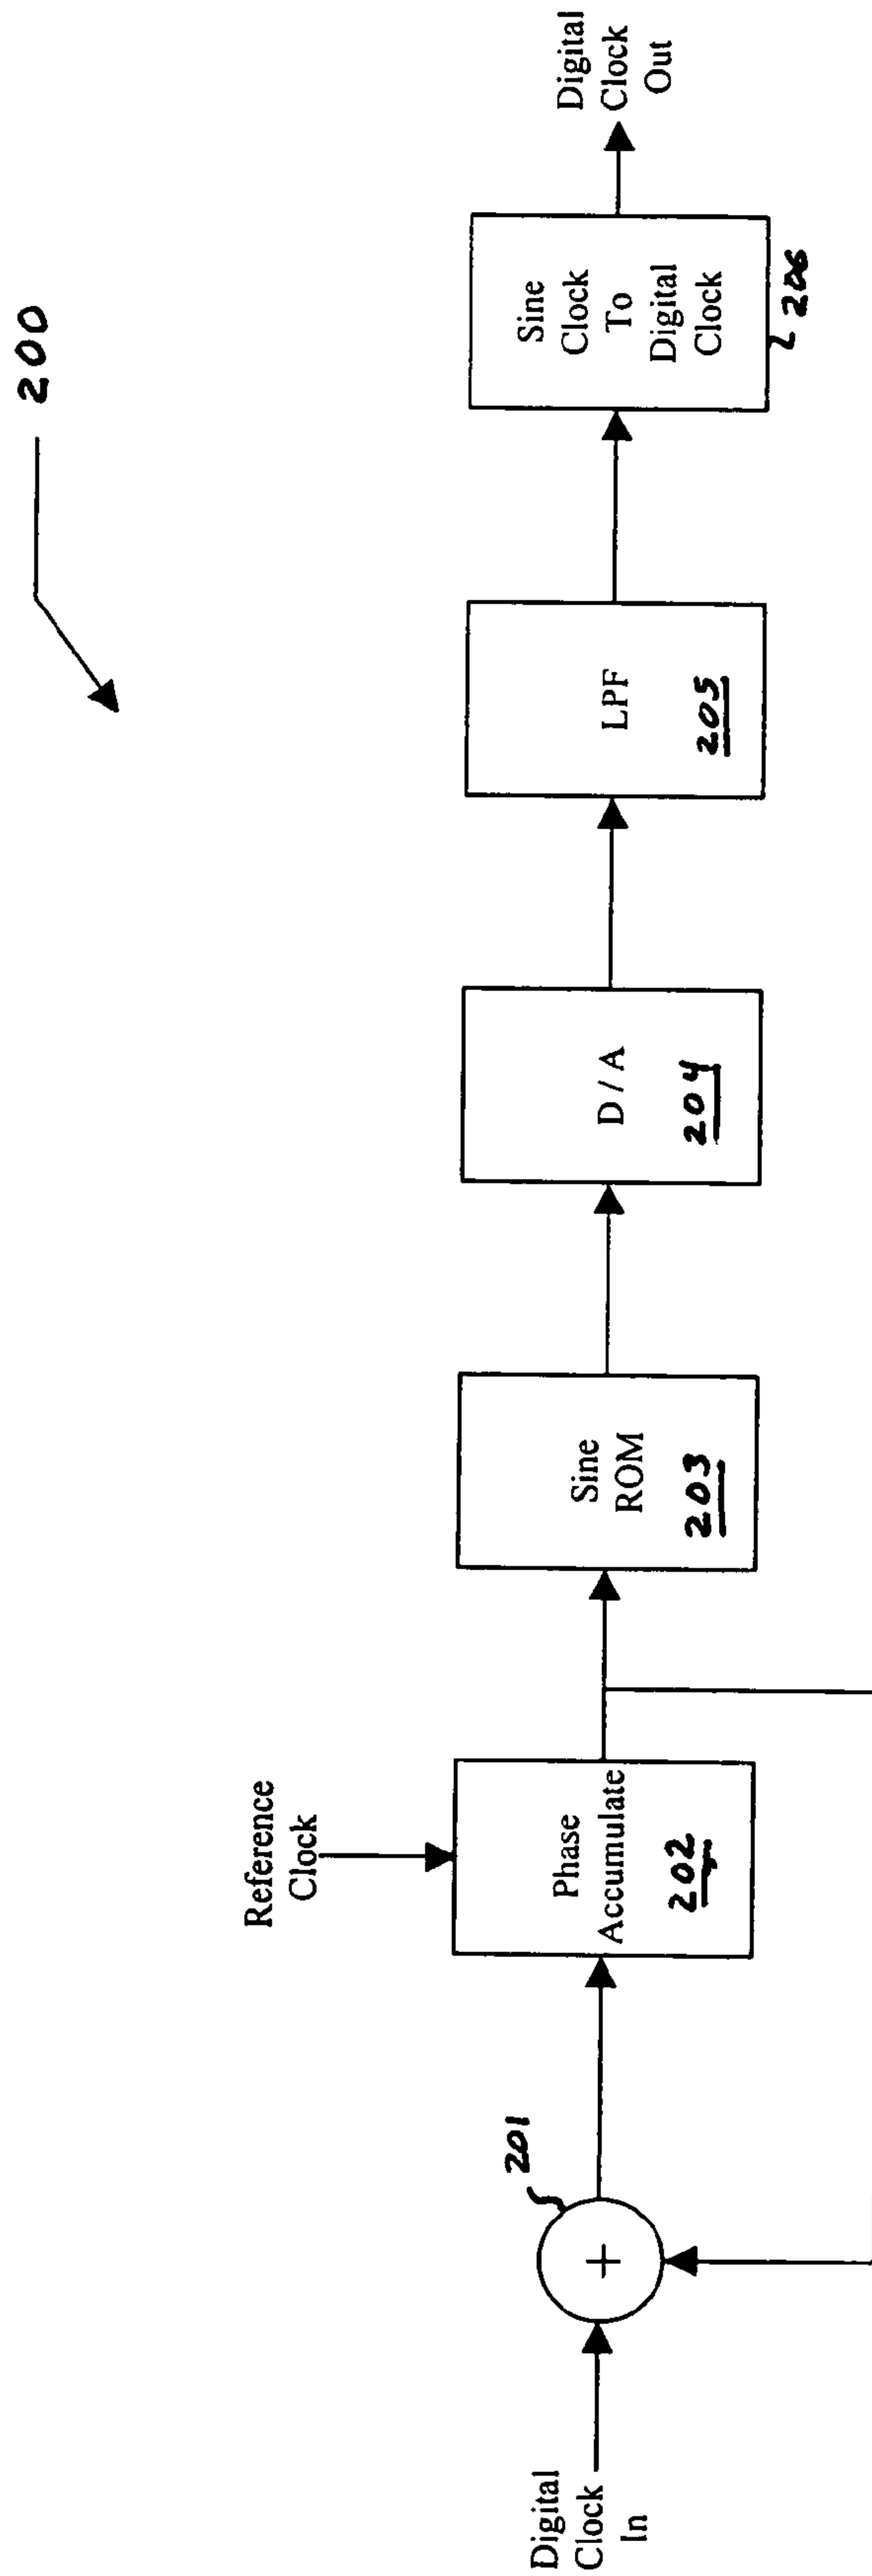 200
Digital
Clock
In
201
+
Reference
Clock
Phase
Accumulate
202
Sine
ROM
203
D / A
204
LPF
205
Sine
Clock
To
Digital
Clock
206
Digital
Clock
Out